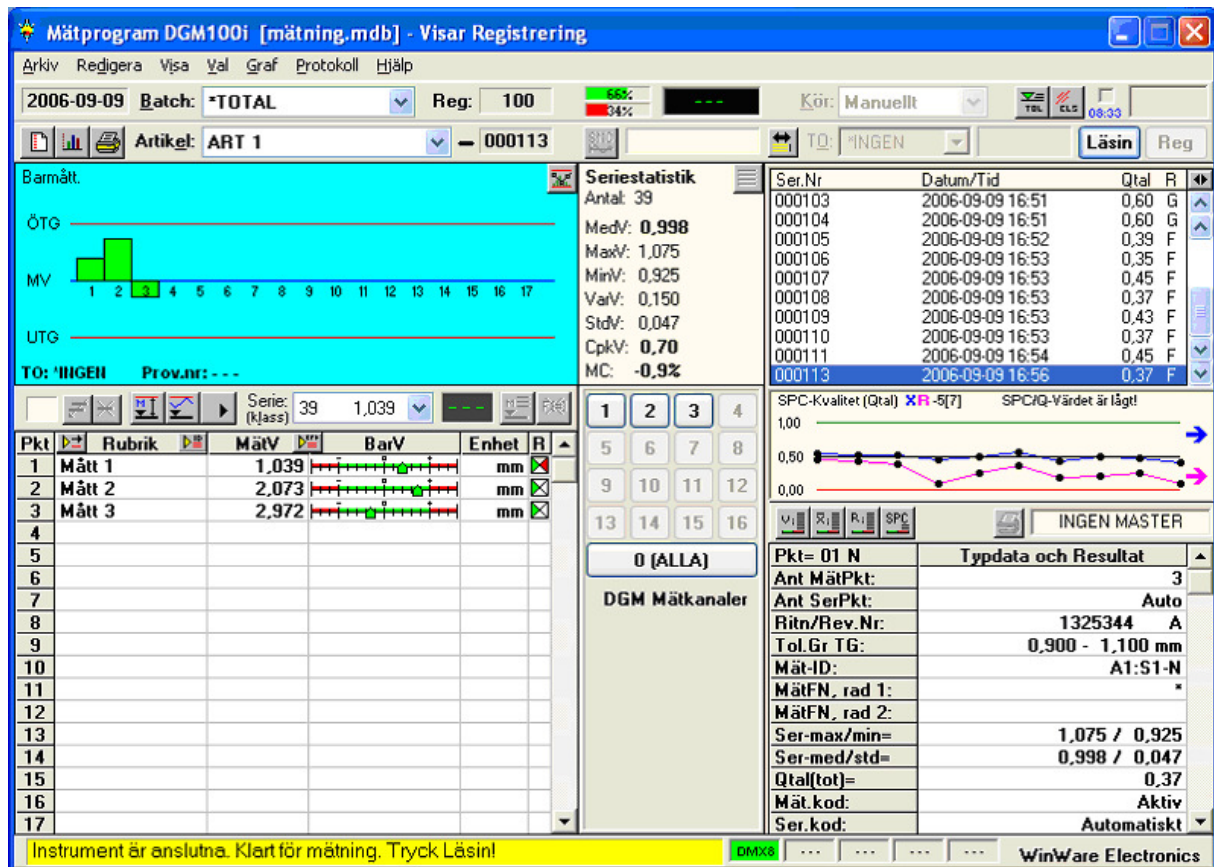 Mätprogram DGM100i [mätning.mdb] - Visar Registrering
Arkiv Redigera Visa Val Graf Protokoll Hjälp
2006-09-09 Batch: *TOTAL Reg: 100 66% 34% --- Kör: Manuellt TOL CLS 08:33
Artikel: ART 1 – 000113 TO: *INGEN Läsin Reg
Barmått.
ÖTG
MV
1 2 3 4 5 6 7 8 9 10 11 12 13 14 15 16 17
UTG
TO: *INGEN Prov.nr: - - -
Seriestatistik
Antal: 39
MedV: 0,998
MaxV: 1,075
MinV: 0,925
VarV: 0,150
StdV: 0,047
CpkV: 0,70
MC: -0,9%
Ser.Nr Datum/Tid Qtal R
000103 2006-09-09 16:51 0,60 G
000104 2006-09-09 16:51 0,60 G
000105 2006-09-09 16:52 0,39 F
000106 2006-09-09 16:53 0,35 F
000107 2006-09-09 16:53 0,45 F
000108 2006-09-09 16:53 0,37 F
000109 2006-09-09 16:53 0,43 F
000110 2006-09-09 16:53 0,37 F
000111 2006-09-09 16:54 0,45 F
000113 2006-09-09 16:56 0,37 F
Serie: (klass) 39 1,039 ---
Pkt Rubrik MätV BarV Enhet R
1 Mått 1 1,039 mm
2 Mått 2 2,073 mm
3 Mått 3 2,972 mm
4
5
6
7
8
9
10
11
12
13
14
15
16
17
1 2 3 4
5 6 7 8
9 10 11 12
13 14 15 16
0 (ALLA)
DGM Mätkanaler
SPC-Kvalitet (Qtal) XR -5[7] SPC/Q-Värdet är lågt!
1,00
0,50
0,00
SPC INGEN MASTER
Pkt= 01 N Typdata och Resultat
Ant MätPkt: 3
Ant SerPkt: Auto
Ritn/Rev.Nr: 1325344 A
Tol.Gr TG: 0,900 - 1,100 mm
Mät-ID: A1:S1-N
MätFN, rad 1: *
MätFN, rad 2:
Ser-max/min= 1,075 / 0,925
Ser-med/std= 0,998 / 0,047
Qtal(tot)= 0,37
Mät.kod: Aktiv
Ser.kod: Automatiskt
Instrument är anslutna. Klart för mätning. Tryck Läsin! DMX8 --- --- --- --- WinWare Electronics